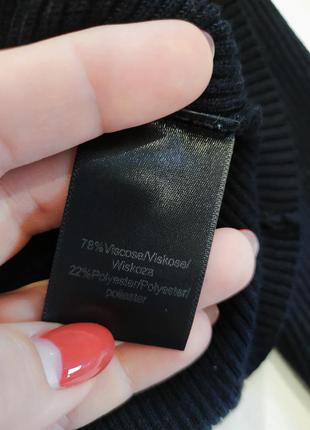 78%Viscose/Viskose/
Wiskoza
22%Polyester/Polyester/
poliester